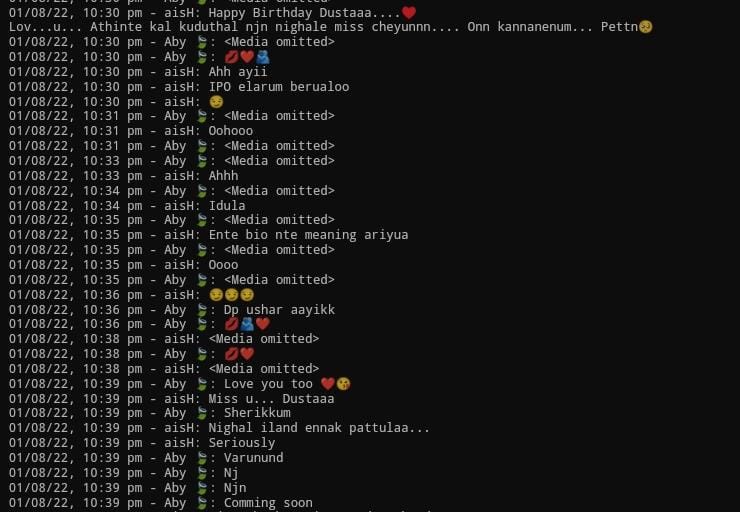 01/08/22, 10:30 pm - aisH: Happy Birthday Dustaaa....♥️
Lov...u... Athinte kal kuduthal njn nighale miss cheyunnn.... Onn kannanenum... Pettn🥺
01/08/22, 10:30 pm - Aby 🍃: <Media omitted>
01/08/22, 10:30 pm - Aby 🍃: 💋❤️🫂
01/08/22, 10:30 pm - aisH: Ahh ayii
01/08/22, 10:30 pm - aisH: IPO elarum berualoo
01/08/22, 10:30 pm - aisH: 😏
01/08/22, 10:31 pm - Aby 🍃: <Media omitted>
01/08/22, 10:31 pm - aisH: Oohooo
01/08/22, 10:31 pm - Aby 🍃: <Media omitted>
01/08/22, 10:33 pm - Aby 🍃: <Media omitted>
01/08/22, 10:33 pm - aisH: Ahhh
01/08/22, 10:34 pm - Aby 🍃: <Media omitted>
01/08/22, 10:34 pm - aisH: Idula
01/08/22, 10:35 pm - Aby 🍃: <Media omitted>
01/08/22, 10:35 pm - aisH: Ente bio nte meaning ariyua
01/08/22, 10:35 pm - Aby 🍃: <Media omitted>
01/08/22, 10:35 pm - aisH: Oooo
01/08/22, 10:35 pm - Aby 🍃: <Media omitted>
01/08/22, 10:36 pm - aisH: 😏😏😏
01/08/22, 10:36 pm - Aby 🍃: Dp ushar aayikk
01/08/22, 10:36 pm - Aby 🍃: 💋🫂❤️
01/08/22, 10:38 pm - aisH: <Media omitted>
01/08/22, 10:38 pm - Aby 🍃: 💋❤️
01/08/22, 10:38 pm - aisH: <Media omitted>
01/08/22, 10:39 pm - Aby 🍃: Love you too ❤️😘
01/08/22, 10:39 pm - aisH: Miss u... Dustaaa
01/08/22, 10:39 pm - Aby 🍃: Sherikkum
01/08/22, 10:39 pm - aisH: Nighal iland ennak pattulaa...
01/08/22, 10:39 pm - aisH: Seriously
01/08/22, 10:39 pm - Aby 🍃: Varunund
01/08/22, 10:39 pm - Aby 🍃: Nj
01/08/22, 10:39 pm - Aby 🍃: Njn
01/08/22, 10:39 pm - Aby 🍃: Comming soon